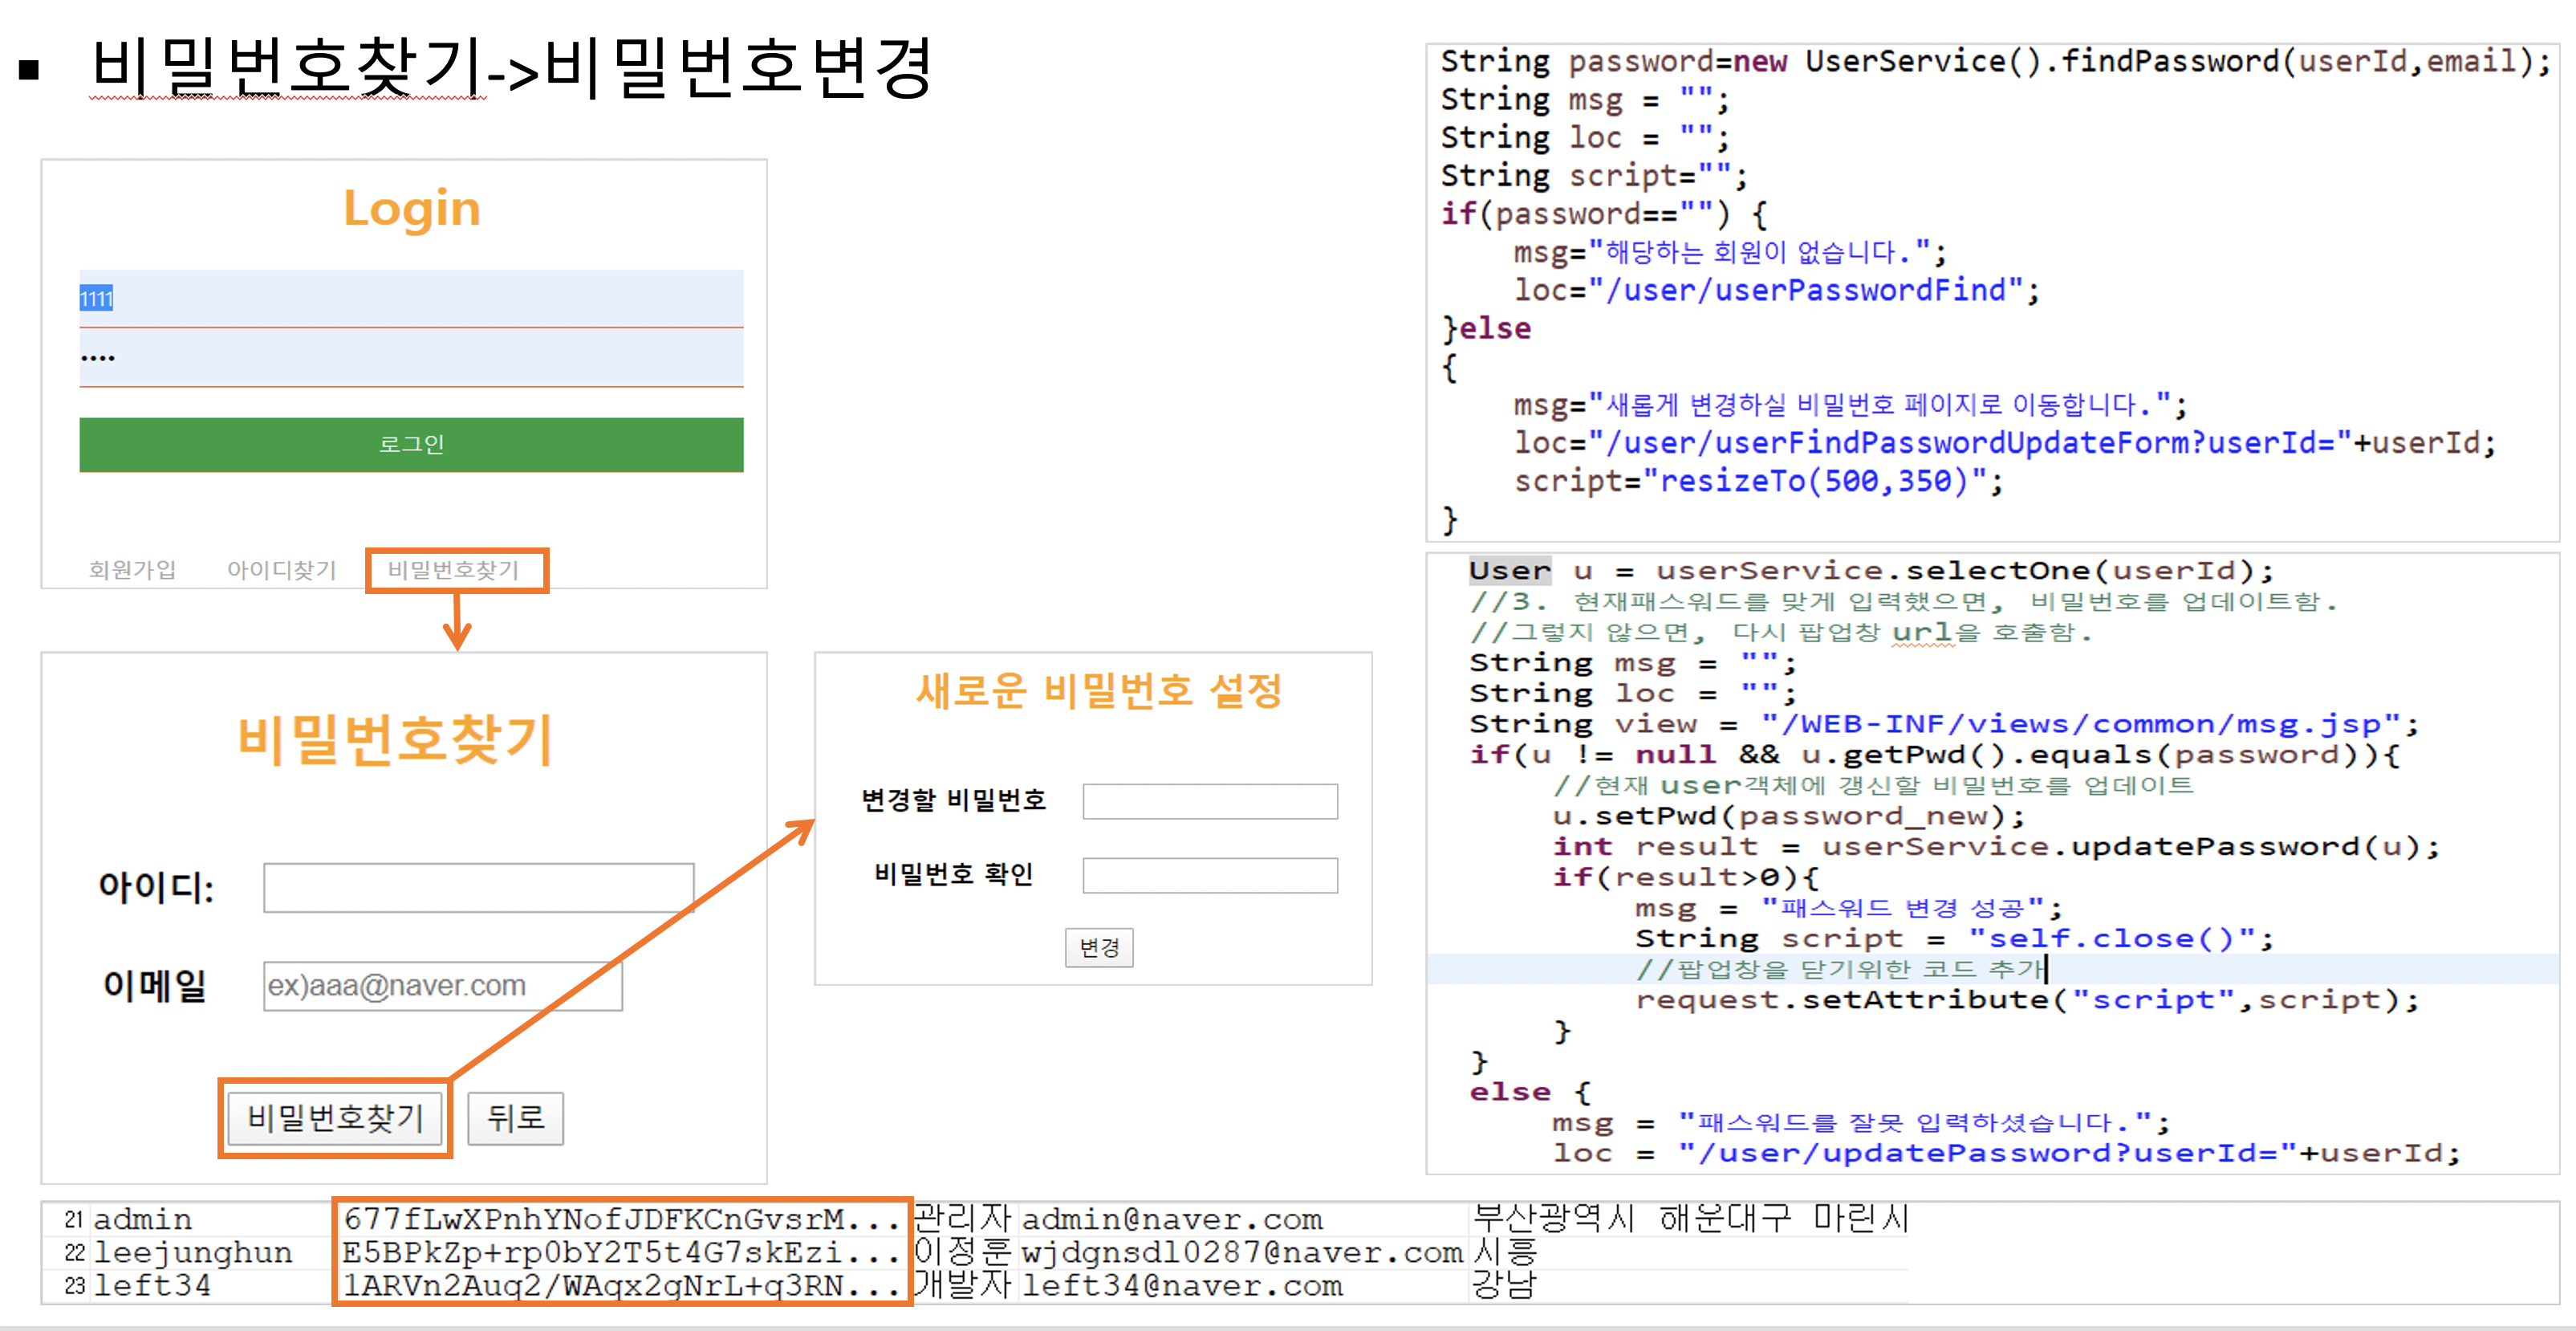 ▪ 비밀번호찾기->비밀번호변경
Login
1111
••••
로그인
회원가입 아이디찾기 비밀번호찾기
비밀번호찾기
아이디:
이메일 ex)aaa@naver.com
비밀번호찾기 뒤로
새로운 비밀번호 설정
변경할 비밀번호
비밀번호 확인
변경
String password=new UserService().findPassword(userId,email);
String msg = "";
String loc = "";
String script="";
if(password=="") {
msg="해당하는 회원이 없습니다.";
loc="/user/userPasswordFind";
}else
{
msg="새롭게 변경하실 비밀번호 페이지로 이동합니다.";
loc="/user/userFindPasswordUpdateForm?userId="+userId;
script="resizeTo(500,350)";
}
User u = userService.selectOne(userId);
//3. 현재패스워드를 맞게 입력했으면, 비밀번호를 업데이트함.
//그렇지 않으면, 다시 팝업창 url을 호출함.
String msg = "";
String loc = "";
String view = "/WEB-INF/views/common/msg.jsp";
if(u != null && u.getPwd().equals(password)){
//현재 user객체에 갱신할 비밀번호를 업데이트
u.setPwd(password_new);
int result = userService.updatePassword(u);
if(result>0){
msg = "패스워드 변경 성공";
String script = "self.close()";
//팝업창을 닫기위한 코드 추가
request.setAttribute("script",script);
}
}
else {
msg = "패스워드를 잘못 입력하셨습니다.";
loc = "/user/updatePassword?userId="+userId;
21 admin 677fLwXPnhYNofJDFKCnGvsrM... 관리자 admin@naver.com 부산광역시 해운대구 마린시
22 leejunghun E5BPkZp+rp0bY2T5t4G7skEzi... 이정훈 wjdgnsdl0287@naver.com 시흥
23 left34 1ARVn2Auq2/WAqx2gNrL+q3RN... 개발자 left34@naver.com 강남